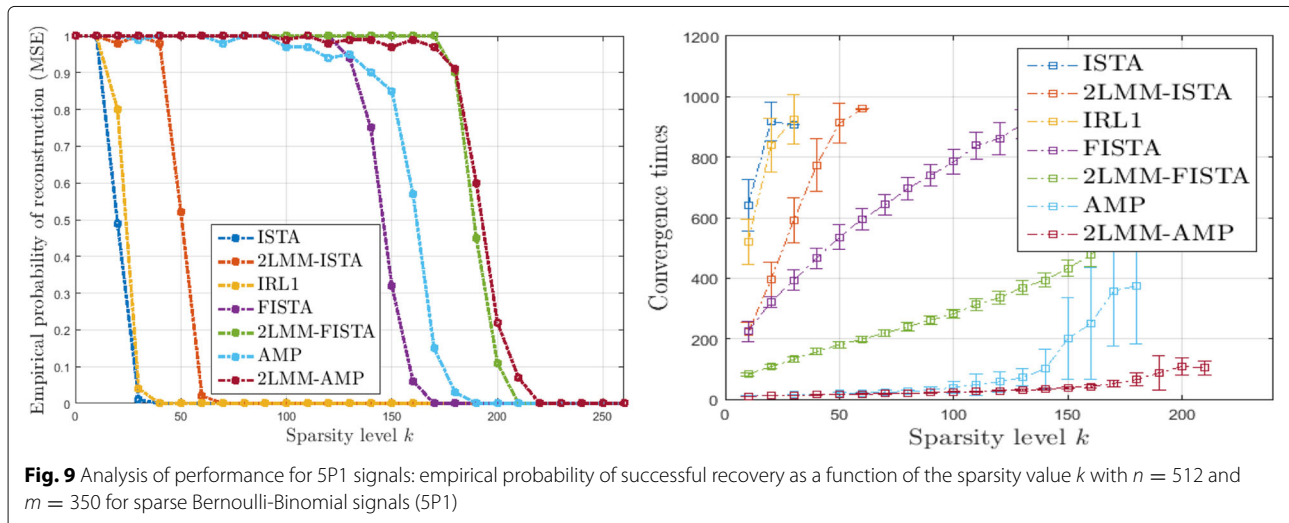 Empirical probability of reconstruction (MSE)
1
0.9
0.8
0.7
0.6
0.5
0.4
0.3
0.2
0.1
0
ISTA
2LMM-ISTA
IRL1
FISTA
2LMM-FISTA
AMP
2LMM-AMP
0 50 100 150 200 250
Sparsity level k
Convergence times
1200
1000
800
600
400
200
0
ISTA
2LMM-ISTA
IRL1
FISTA
2LMM-FISTA
AMP
2LMM-AMP
0 50 100 150 200
Sparsity level k
Fig. 9 Analysis of performance for 5P1 signals: empirical probability of successful recovery as a function of the sparsity value k with n = 512 and
m = 350 for sparse Bernoulli-Binomial signals (5P1)